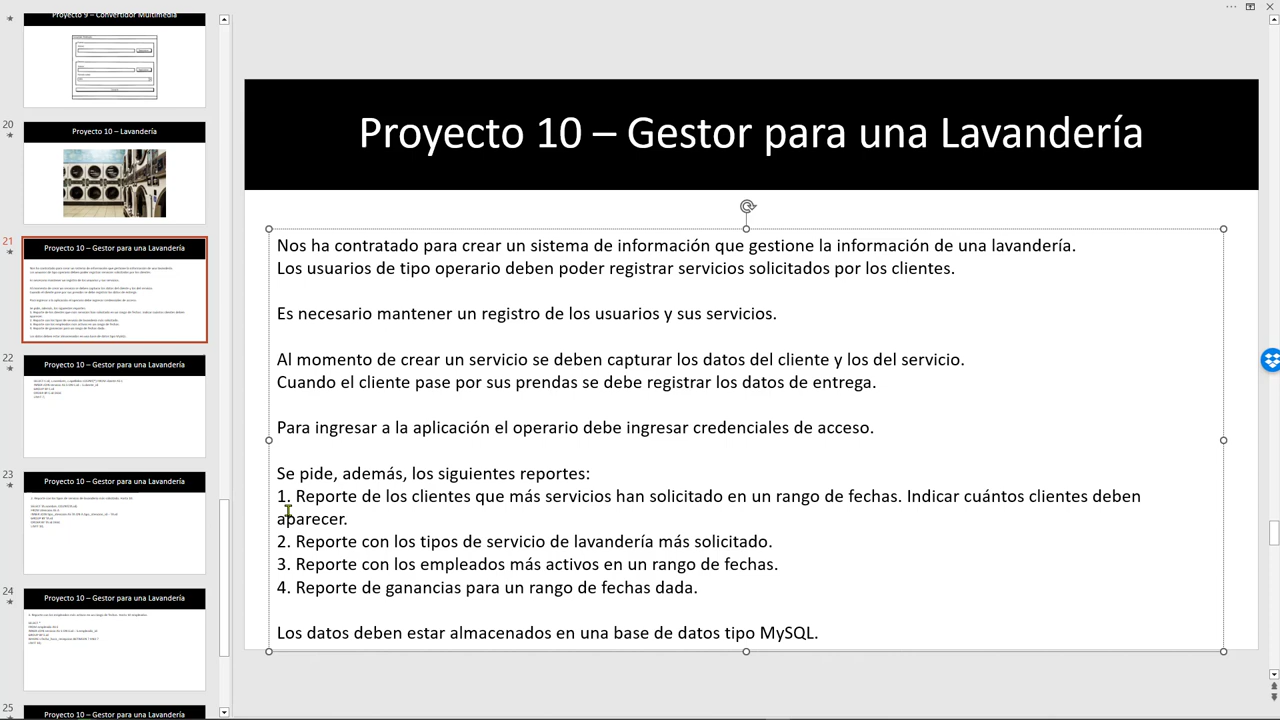 Proyecto 9 – Convertidor Multimedia
20
Proyecto 10 – Lavandería
21
Proyecto 10 – Gestor para una Lavandería
22
Proyecto 10 – Gestor para una Lavandería
23
Proyecto 10 – Gestor para una Lavandería
24
Proyecto 10 – Gestor para una Lavandería
25
Proyecto 10 – Gestor para una Lavandería
Proyecto 10 – Gestor para una Lavandería
Nos ha contratado para crear un sistema de información que gestione la información de una lavandería.
Los usuarios de tipo operario deben poder registrar servicios solicitados por los clientes.
Es necesario mantener un registro de los usuarios y sus servicios.
Al momento de crear un servicio se deben capturar los datos del cliente y los del servicio.
Cuando el cliente pase por sus prendas se debe registrar los datos de entrega.
Para ingresar a la aplicación el operario debe ingresar credenciales de acceso.
Se pide, además, los siguientes reportes:
1. Reporte de los clientes que más servicios han solicitado en un rango de fechas. Indicar cuántos clientes deben
aparecer.
2. Reporte con los tipos de servicio de lavandería más solicitado.
3. Reporte con los empleados más activos en un rango de fechas.
4. Reporte de ganancias para un rango de fechas dada.
Los datos deben estar almacenados en una base de datos tipo MySQL.